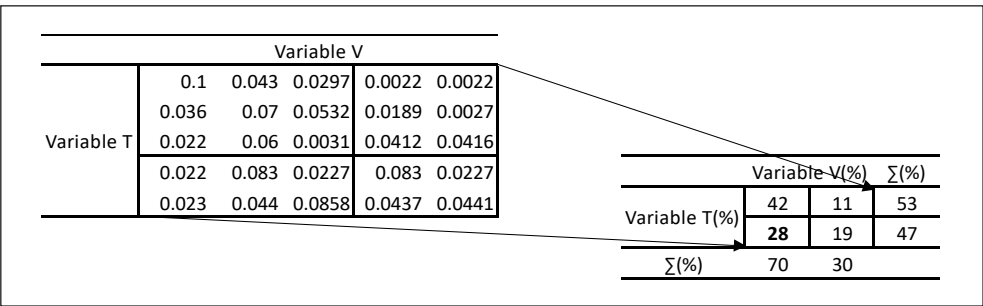 Variable V
0.1 0.043 0.0297 0.0022 0.0022
0.036 0.07 0.0532 0.0189 0.0027
Variable T 0.022 0.06 0.0031 0.0412 0.0416
0.022 0.083 0.0227 0.083 0.0227
0.023 0.044 0.0858 0.0437 0.0441
Variable V(%) ∑(%)
Variable T(%)
42 11 53
28 19 47
∑(%) 70 30